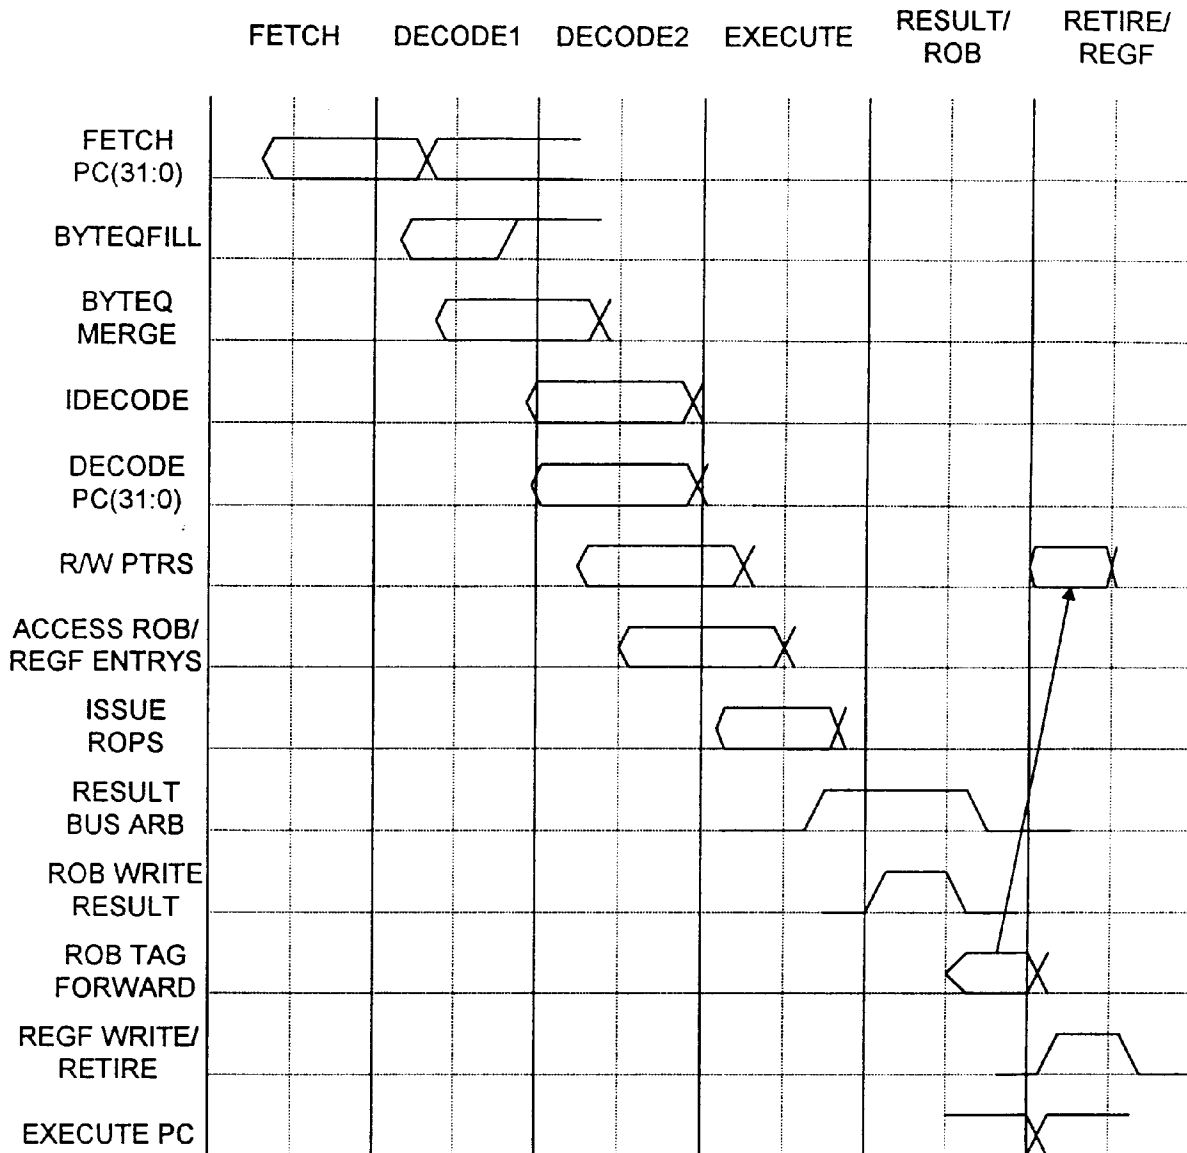 FETCH DECODE1 DECODE2 EXECUTE RESULT/ RETIRE/
ROB REGF
FETCH
PC(31:0)
BYTEQFILL
BYTEQ
MERGE
IDECODE
DECODE
PC(31:0)
R/W PTRS
ACCESS ROB/
REGF ENTRYS
ISSUE
ROPS
RESULT
BUS ARB
ROB WRITE
RESULT
ROB TAG
FORWARD
REGF WRITE/
RETIRE
EXECUTE PC